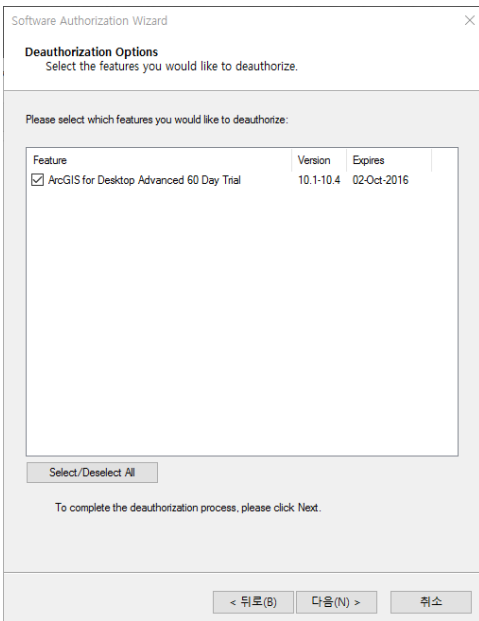 Software Authorization Wizard
Deauthorization Options
Select the features you would like to deauthorize.
Please select which features you would like to deauthorize:
Feature Version Expires
ArcGIS for Desktop Advanced 60 Day Trial 10.1-10.4 02-Oct-2016
Select/Deselect All
To complete the deauthorization process, please click Next.
< 뒤로(B) 다음(N) > 취소